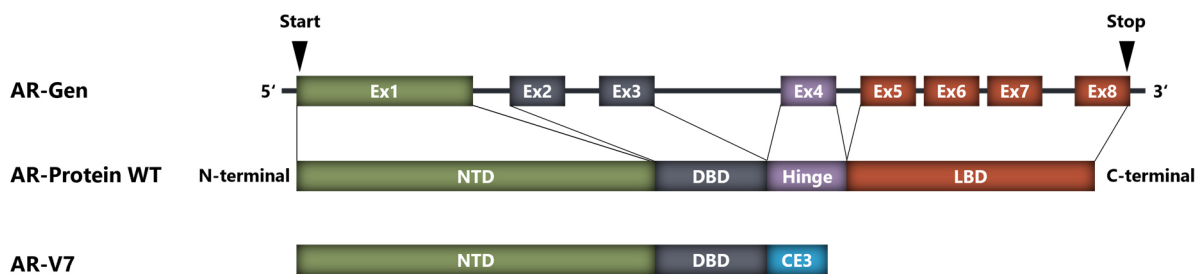 Start Stop
AR-Gen 5‘ Ex1 Ex2 Ex3 Ex4 Ex5 Ex6 Ex7 Ex8 3‘
AR-Protein WT N-terminal NTD DBD Hinge LBD C-terminal
AR-V7 NTD DBD CE3